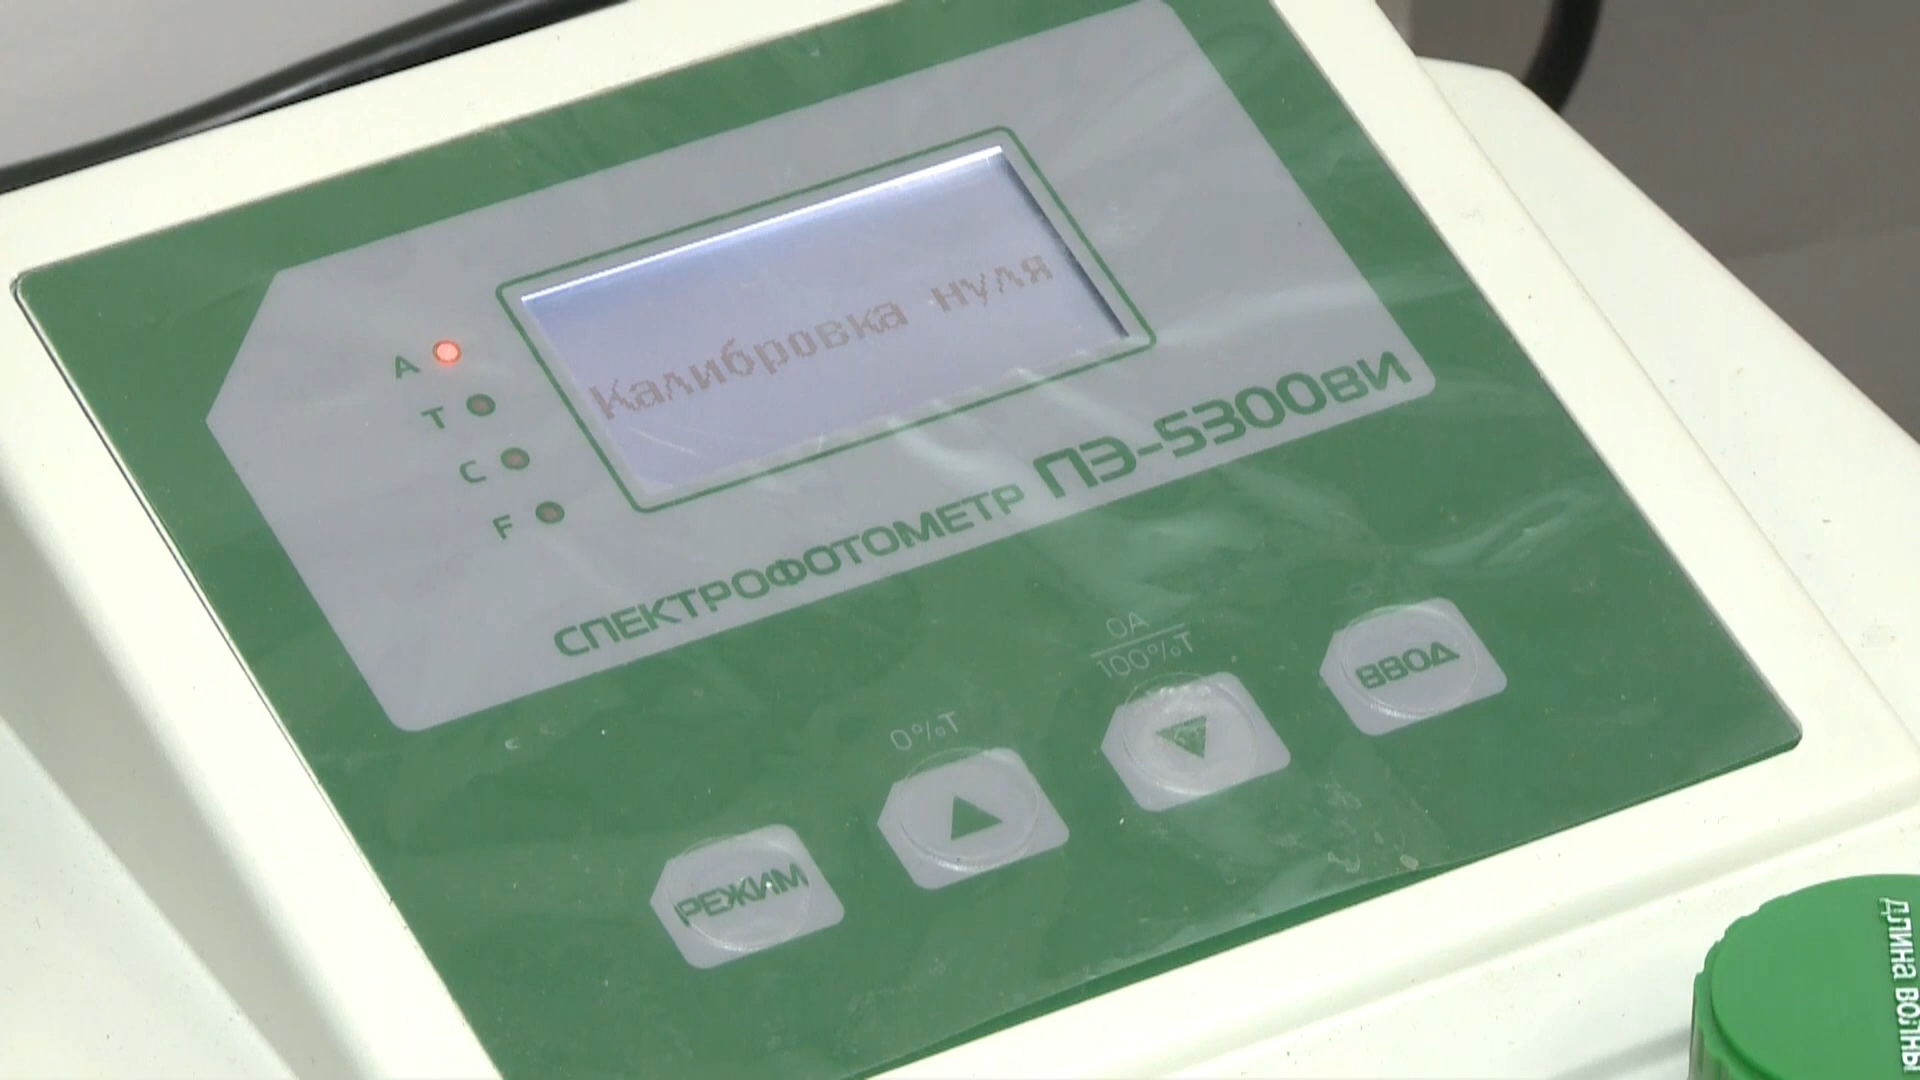 Калибровка нуля
A
T
C
F
СПЕКТРОФОТОМЕТР ПЭ-5300ВИ
0%T
0A
100%T
РЕЖИМ
ВВОД
длина волны